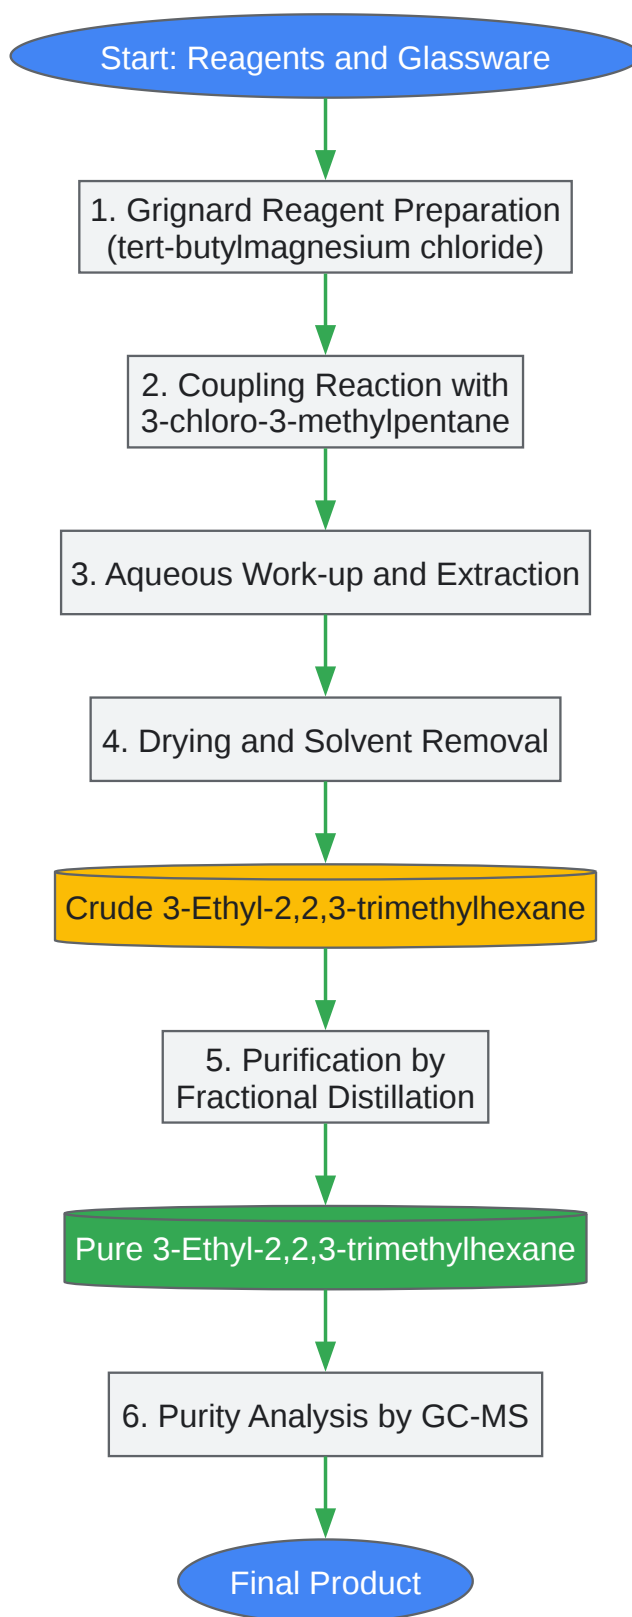 Start: Reagents and Glassware
1. Grignard Reagent Preparation
(tert-butylmagnesium chloride)
2. Coupling Reaction with
3-chloro-3-methylpentane
3. Aqueous Work-up and Extraction
4. Drying and Solvent Removal
Crude 3-Ethyl-2,2,3-trimethylhexane
5. Purification by
Fractional Distillation
Pure 3-Ethyl-2,2,3-trimethylhexane
6. Purity Analysis by GC-MS
Final Product